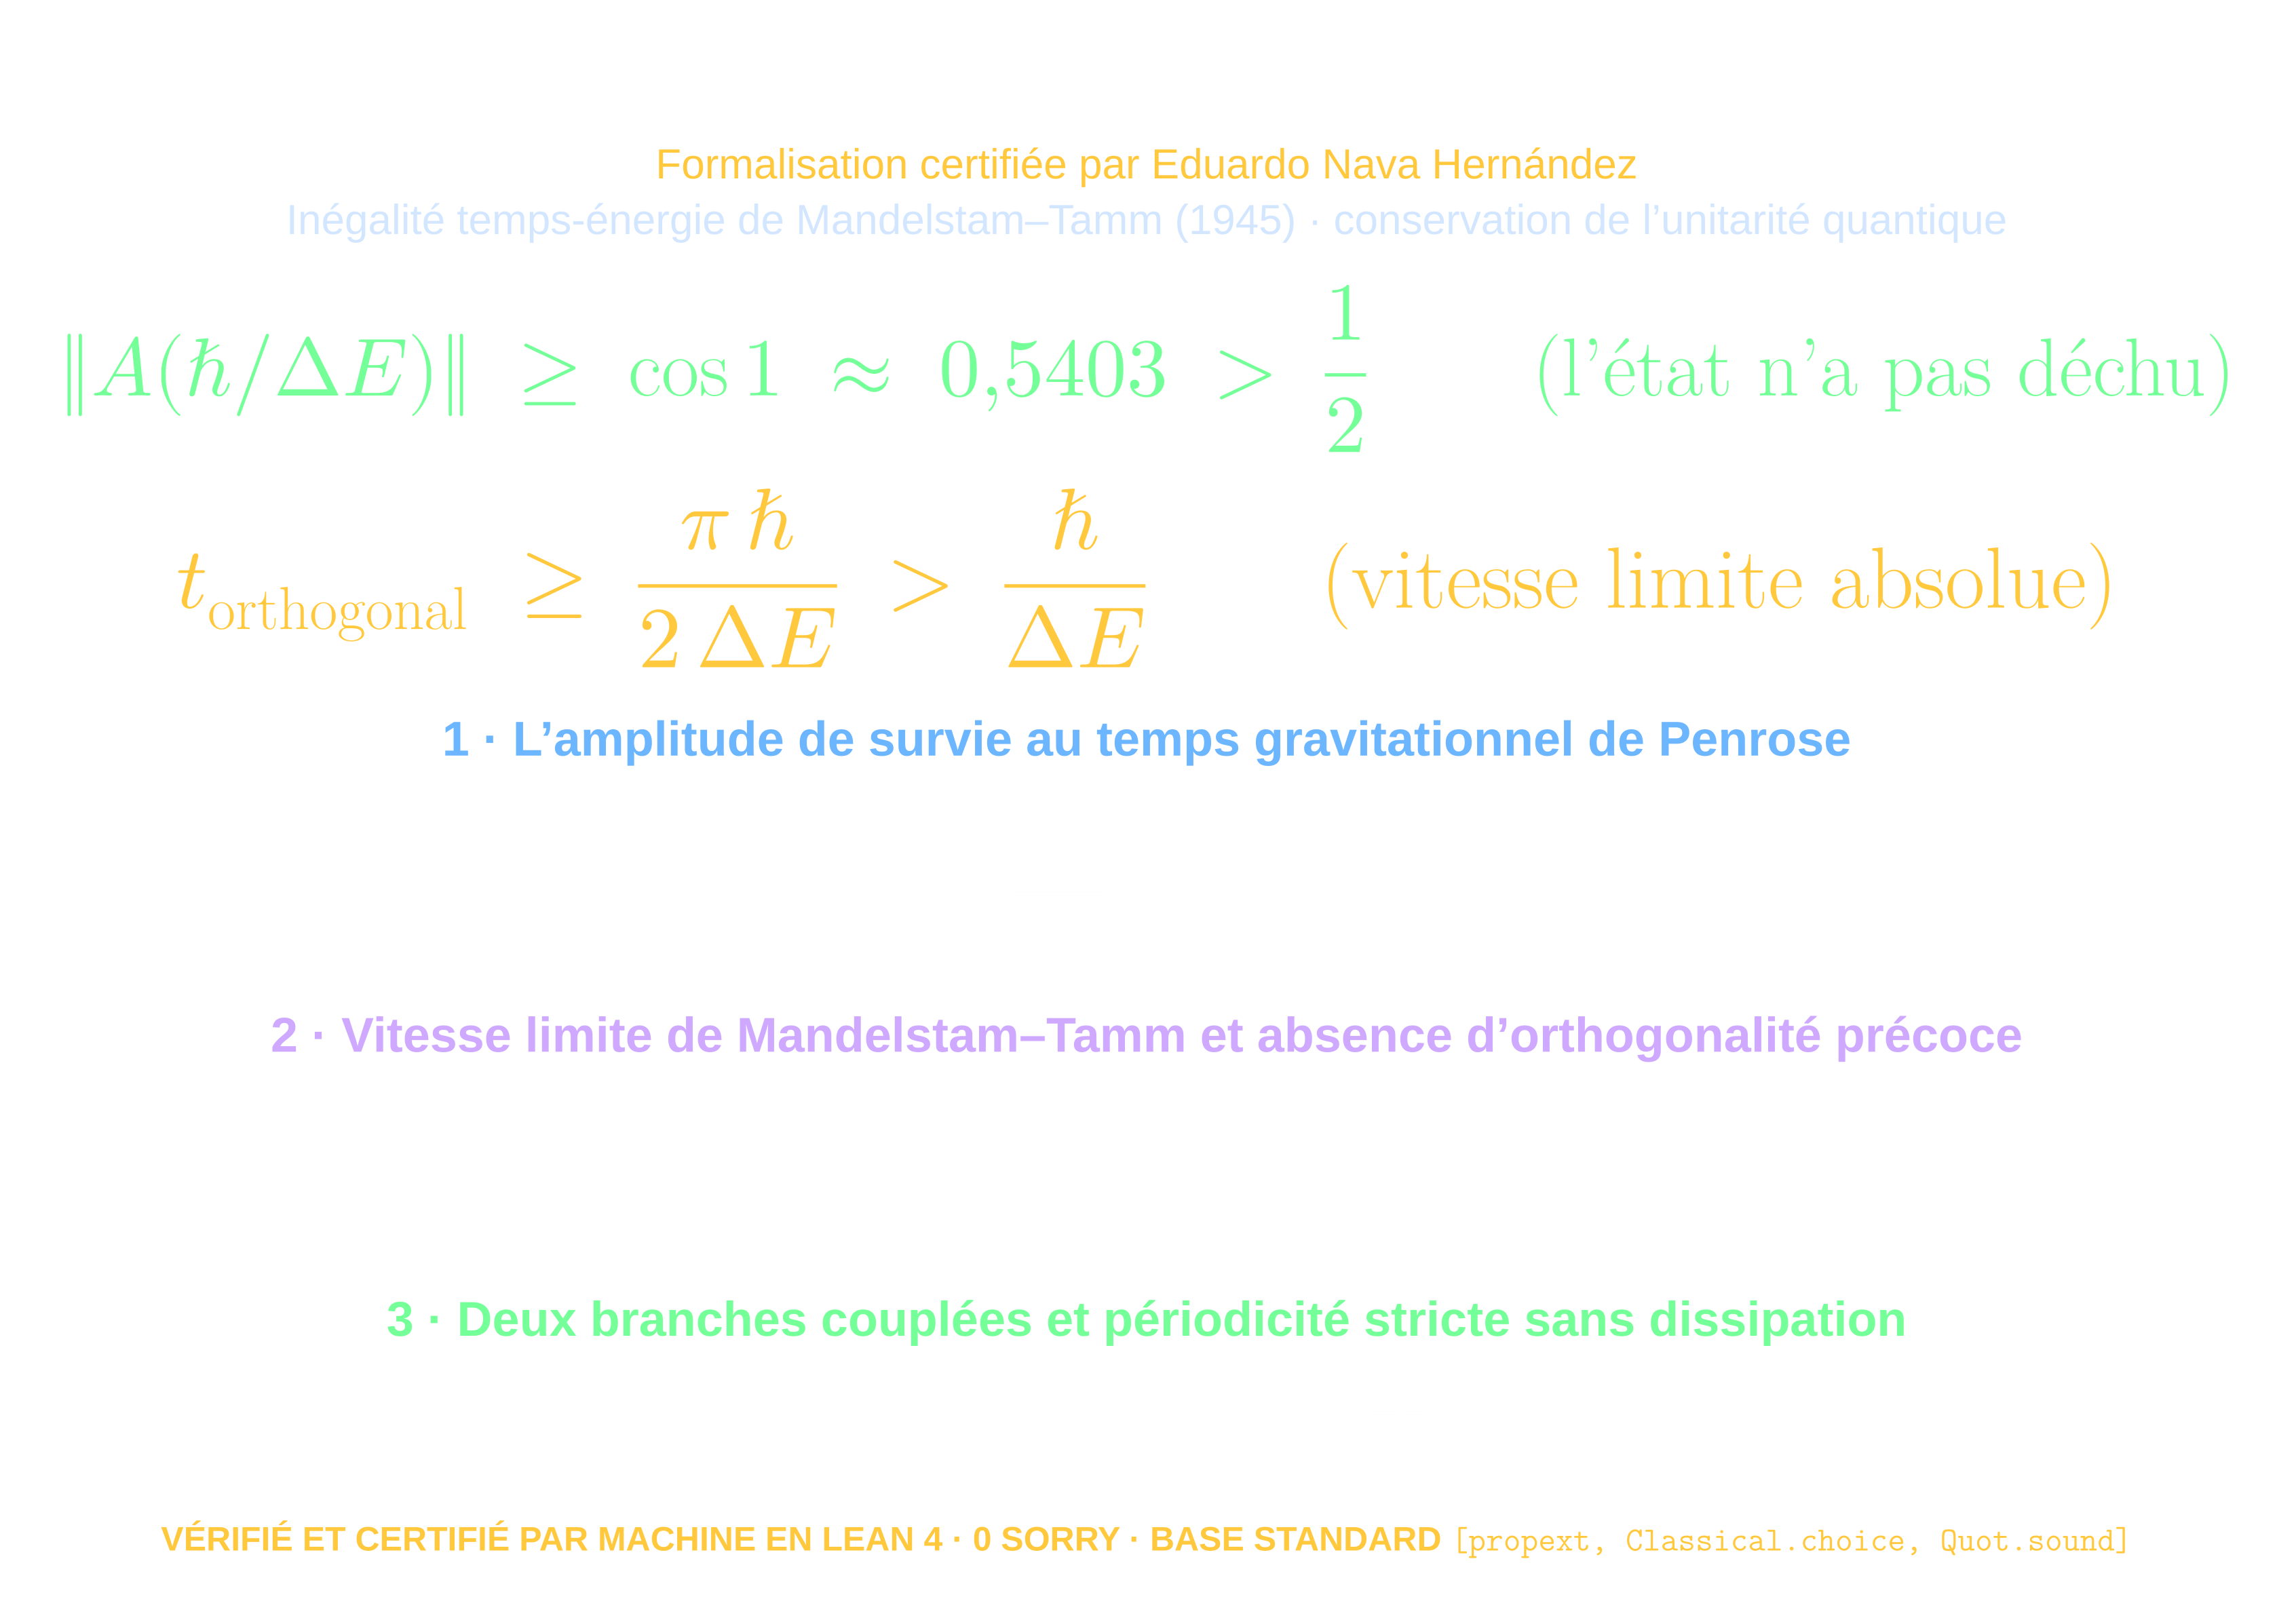 Formalisation certifiée par Eduardo Nava Hernández
Inégalité temps-énergie de Mandelstam–Tamm (1945) · conservation de l’unitarité quantique
‖A(ℏ/ΔE)‖ ≥ cos 1 ≈ 0,5403 > 1/2 (l’état n’a pas déchu)
t_orthogonal ≥ π ℏ / 2 ΔE > ℏ / ΔE (vitese limite absolue)
1 · L’amplitude de survie au temps gravitationnel de Penrose
2 · Vitesse limite de Mandelstam–Tamm et absence d’orthogonalité précoce
3 · Deux branches couplées et périodicité stricte sans dissipation
VÉRIFIÉ ET CERTIFIÉ PAR MACHINE EN LEAN 4 · 0 SORRY · BASE STANDARD [propext, Classical.choice, Quot.sound]